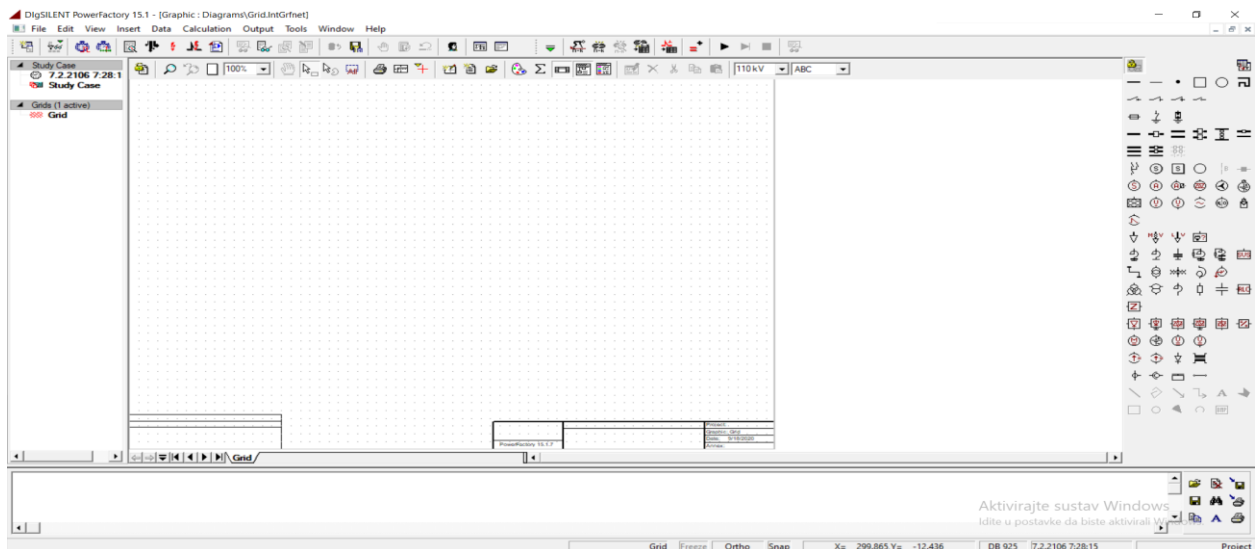 DIgSILENT PowerFactory 15.1 - [Graphic : Diagrams\Grid.IntGrfnet]
File Edit View Insert Data Calculation Output Tools Window Help
Study Case
7.2.2106 7:28:1
Study Case
Grids (1 active)
Grid
100%
110 kV
ABC
Project:
Graphic: Grid
Date: 5/18/2020
Annex:
PowerFactory 15.1.7
Grid
Aktivirajte sustav Windows
Idite u postavke da biste aktivirali
Grid Freeze Ortho Snap X= 299,865 Y= -12,436 DB 925 7.2.2106 7:28:15 Project